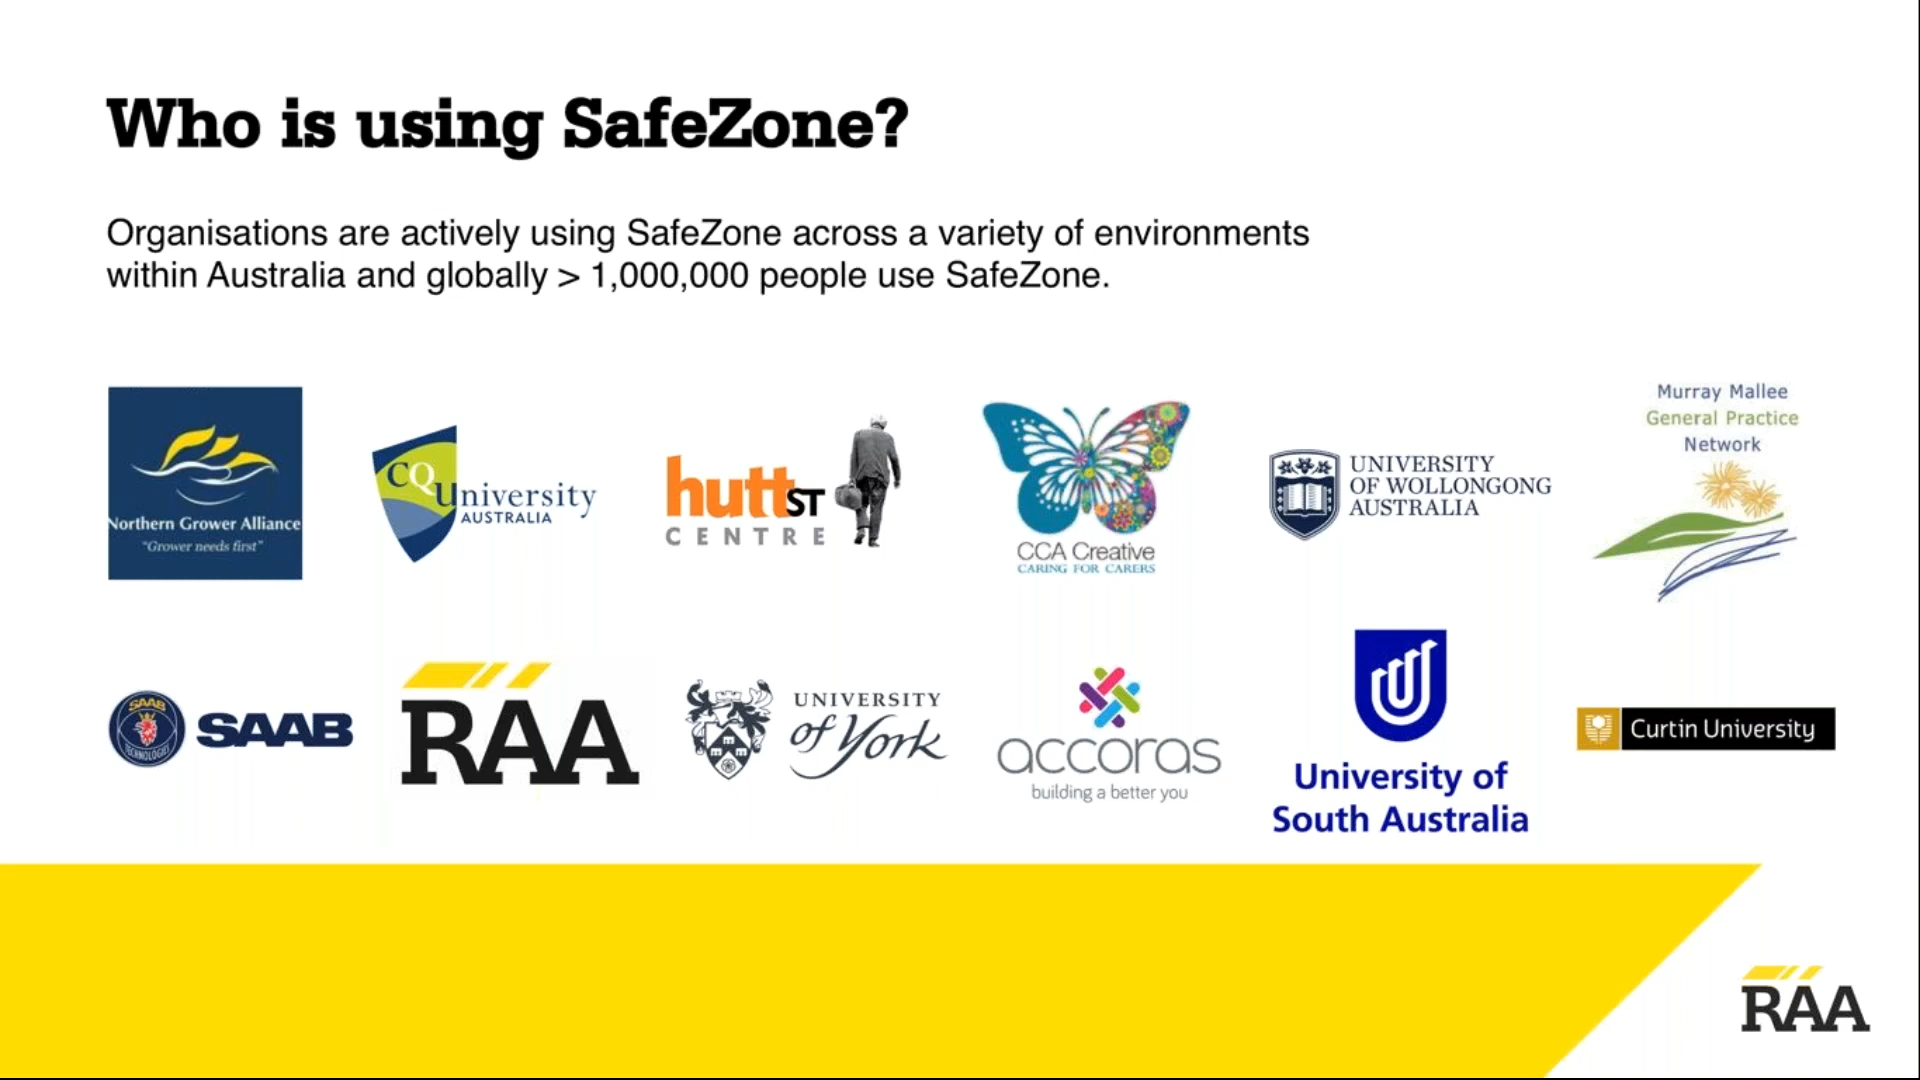 Who is using SafeZone?
Organisations are actively using SafeZone across a variety of environments
within Australia and globally > 1,000,000 people use SafeZone.
Northern Grower Alliance
"Grower needs first"
CQUniversity
AUSTRALIA
huttST
CENTRE
CCA Creative
CARING FOR CARERS
UNIVERSITY
OF WOLLONGONG
AUSTRALIA
Murray Mallee
General Practice
Network
SAAB
TECHNOLOGIES
SAAB
RAA
UNIVERSITY
of York
accoras
building a better you
University of
South Australia
Curtin University
RAA